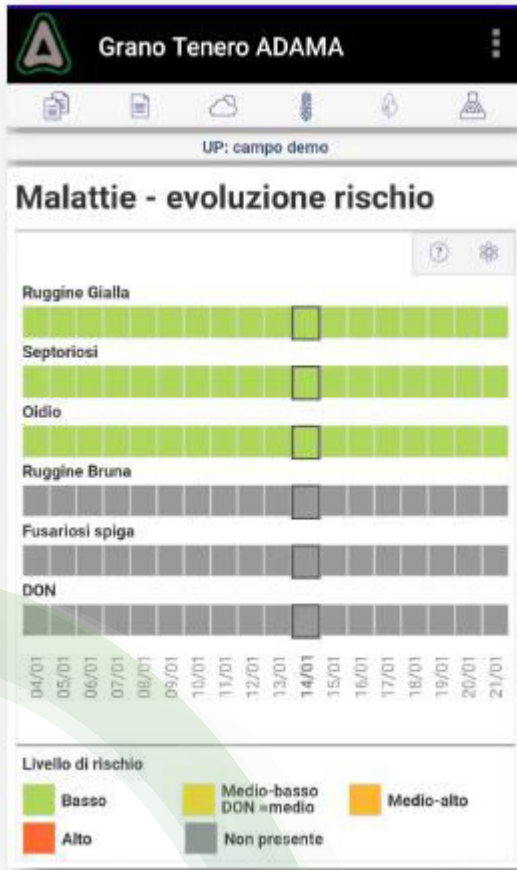 Grano Tenero ADAMA
UP: campo demo
Malattie - evoluzione rischio
?
Ruggine Gialla
Septoriosi
Oidio
Ruggine Bruna
Fusariosi spiga
DON
04/01 05/01 06/01 07/01 08/01 09/01 10/01 11/01 12/01 13/01 14/01 15/01 16/01 17/01 18/01 19/01 20/01 21/01
Livello di rischio
Basso
Medio-basso
DON =medio
Medio-alto
Alto
Non presente